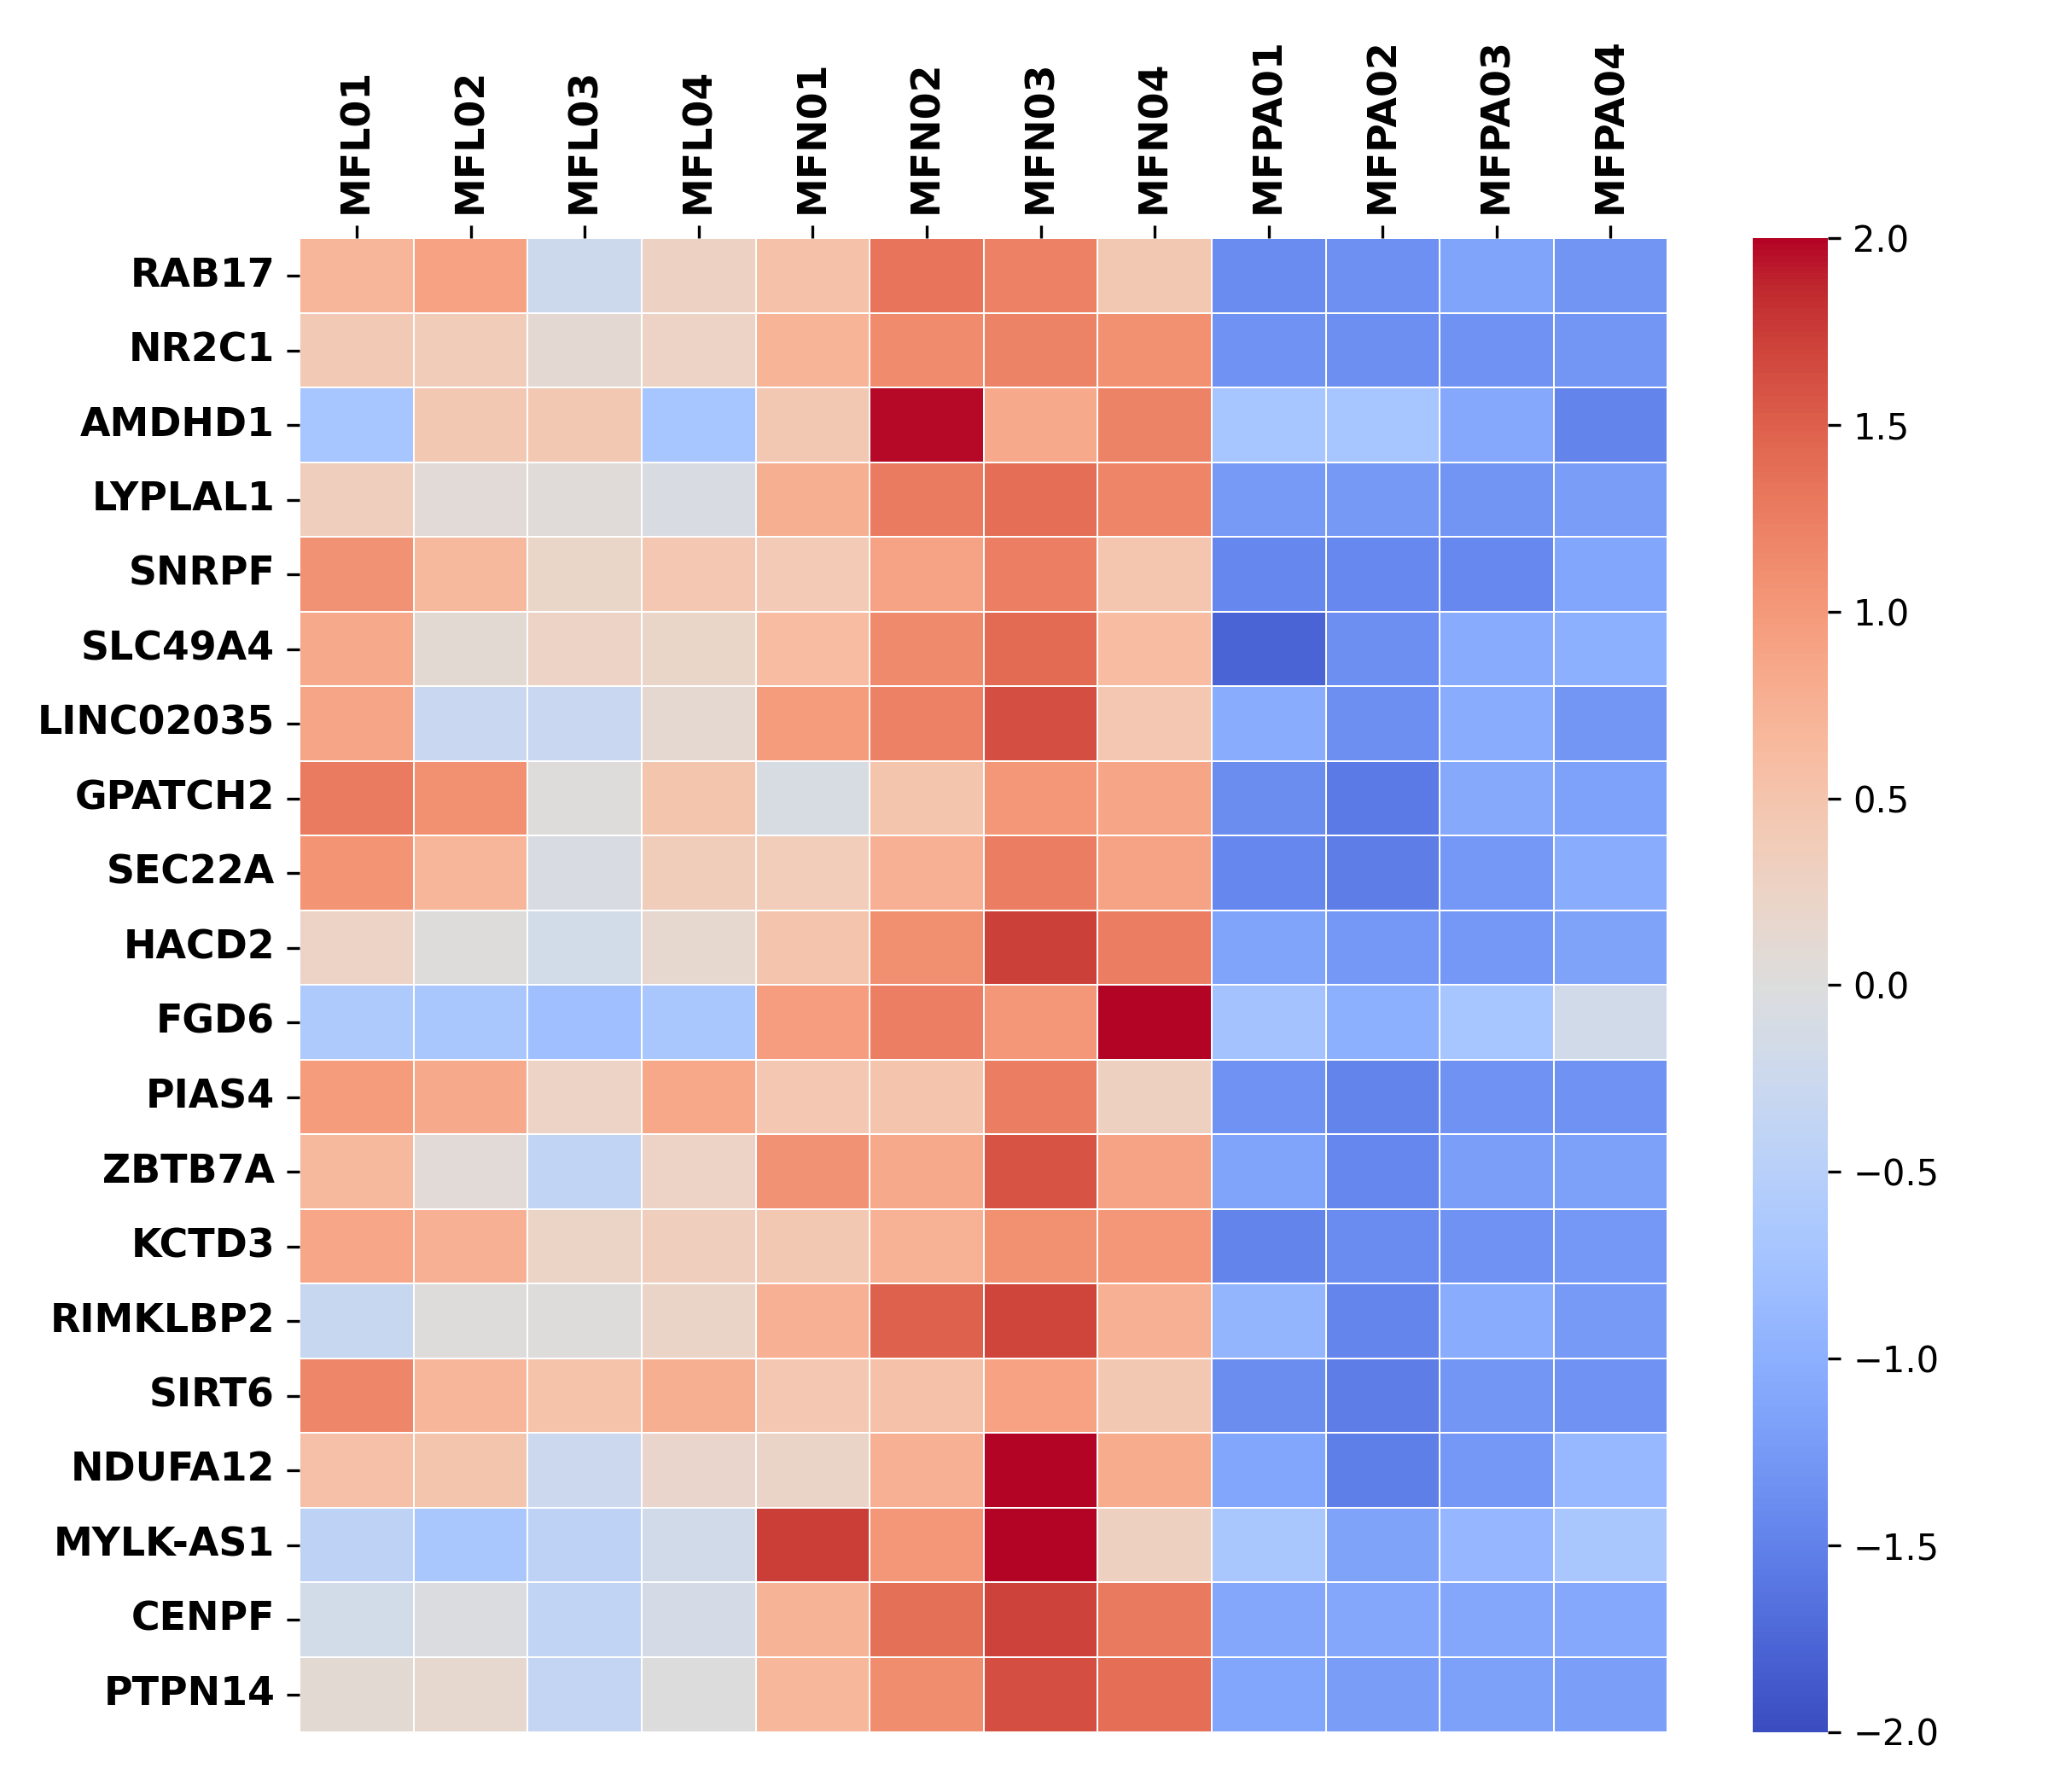 MFL01
MFL02
MFL03
MFL04
MFN01
MFN02
MFN03
MFN04
MFPA01
MFPA02
MFPA03
MFPA04
RAB17
NR2C1
AMDHD1
LYPLAL1
SNRPF
SLC49A4
LINC02035
GPATCH2
SEC22A
HACD2
FGD6
PIAS4
ZBTB7A
KCTD3
RIMKLBP2
SIRT6
NDUFA12
MYLK-AS1
CENPF
PTPN14
2.0
1.5
1.0
0.5
0.0
−0.5
−1.0
−1.5
−2.0